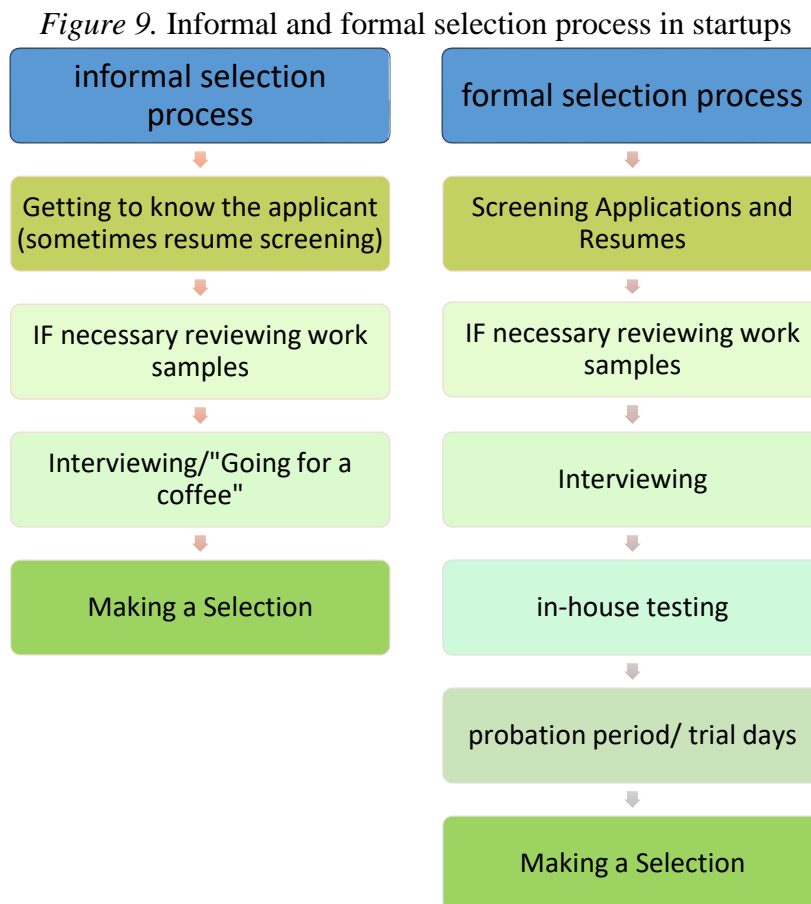 Figure 9. Informal and formal selection process in startups
informal selection
process
Getting to know the applicant
(sometimes resume screening)
IF necessary reviewing work
samples
Interviewing/"Going for a
coffee"
Making a Selection
formal selection process
Screening Applications and
Resumes
IF necessary reviewing work
samples
Interviewing
in-house testing
probation period/ trial days
Making a Selection